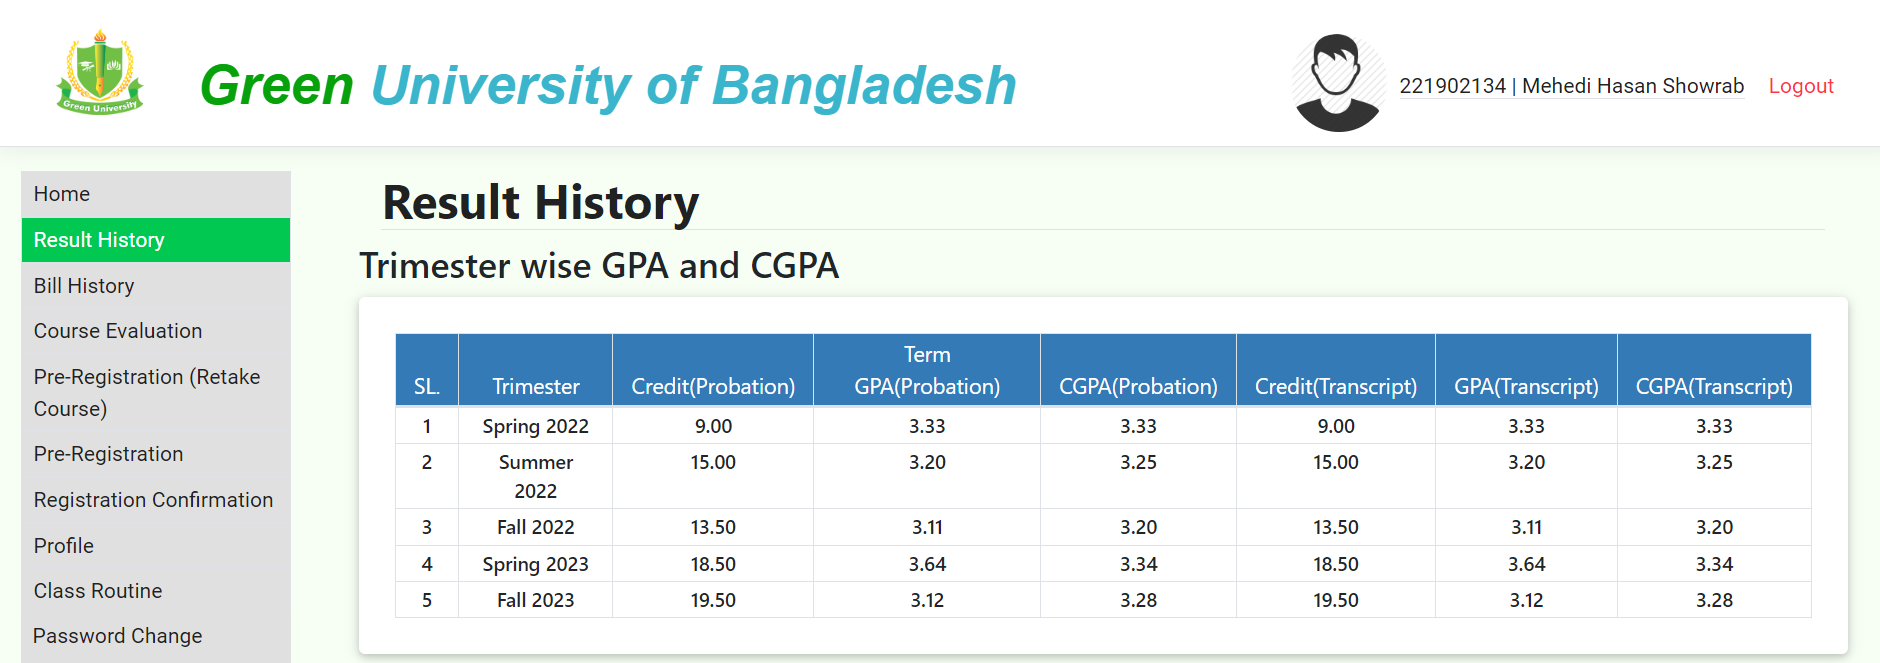 Green University
Green University of Bangladesh
221902134 | Mehedi Hasan Showrab Logout
Home
Result History
Bill History
Course Evaluation
Pre-Registration (Retake
Course)
Pre-Registration
Registration Confirmation
Profile
Class Routine
Password Change
Result History
Trimester wise GPA and CGPA
SL. Trimester Credit(Probation) Term GPA(Probation) CGPA(Probation) Credit(Transcript) GPA(Transcript) CGPA(Transcript)
1 Spring 2022 9.00 3.33 3.33 9.00 3.33 3.33
2 Summer 2022 15.00 3.20 3.25 15.00 3.20 3.25
3 Fall 2022 13.50 3.11 3.20 13.50 3.11 3.20
4 Spring 2023 18.50 3.64 3.34 18.50 3.64 3.34
5 Fall 2023 19.50 3.12 3.28 19.50 3.12 3.28